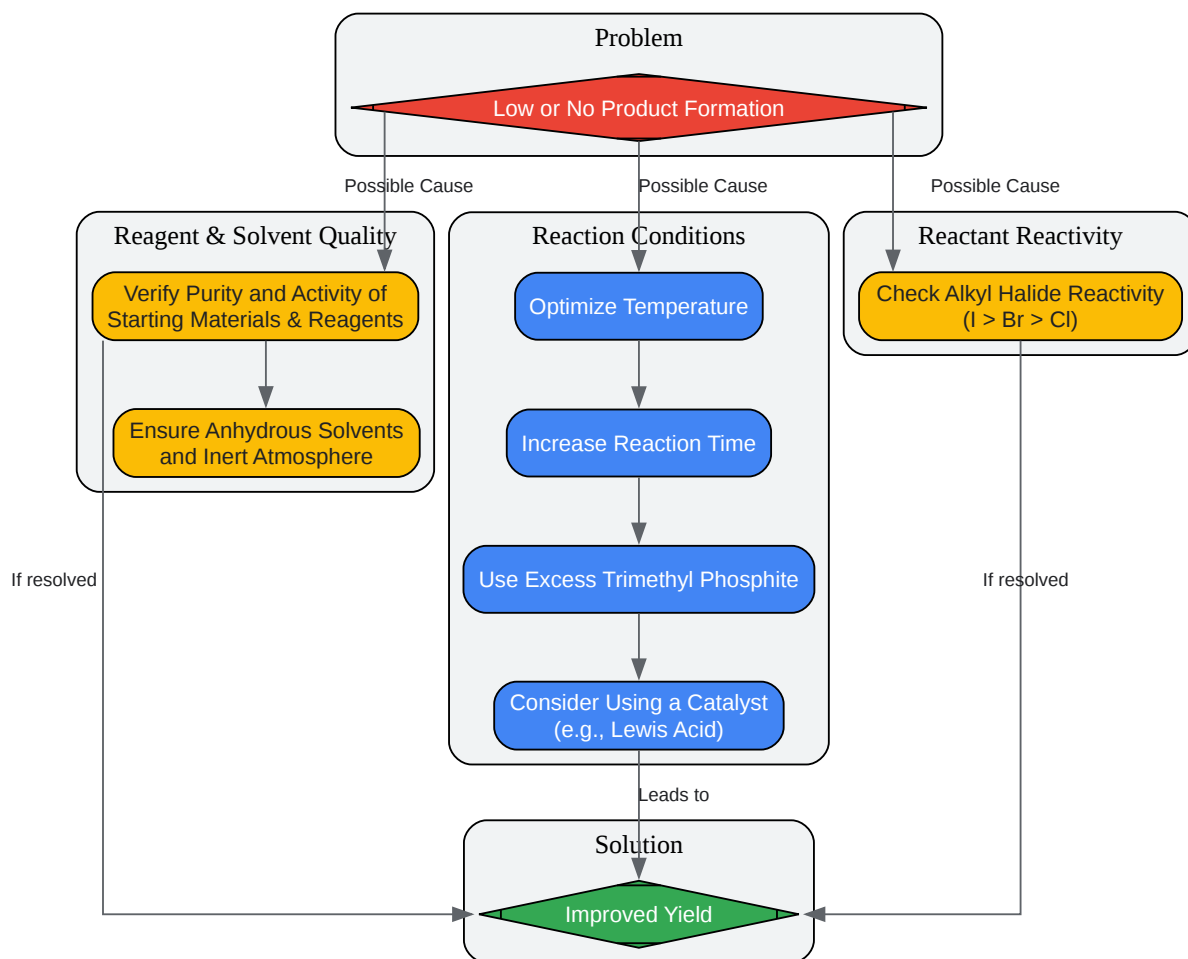 Problem
Low or No Product Formation
Possible Cause
Possible Cause
Possible Cause
Reagent & Solvent Quality
Reaction Conditions
Reactant Reactivity
Verify Purity and Activity of
Starting Materials & Reagents
Optimize Temperature
Check Alkyl Halide Reactivity
(I > Br > Cl)
Ensure Anhydrous Solvents
and Inert Atmosphere
Increase Reaction Time
If resolved
Use Excess Trimethyl Phosphite
If resolved
Consider Using a Catalyst
(e.g., Lewis Acid)
Leads to
Solution
Improved Yield